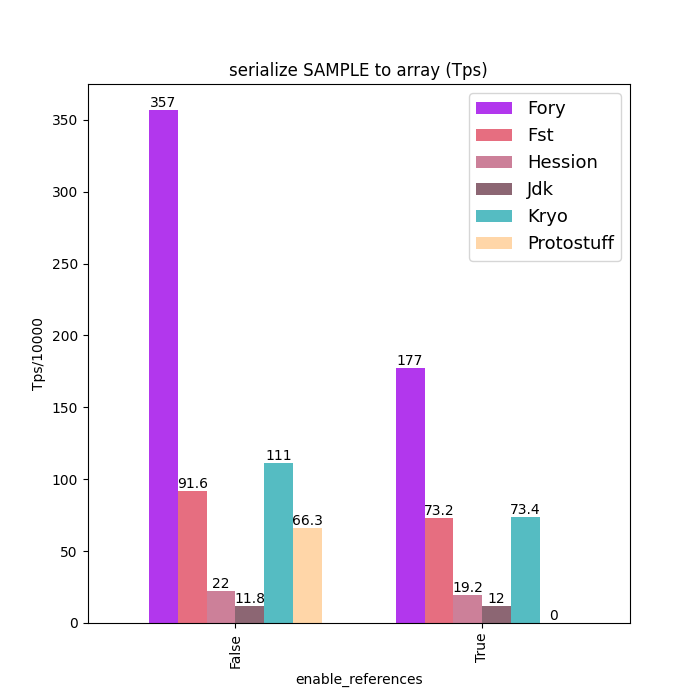 serialize SAMPLE to array (Tps)
Fory
Fst
Hession
Jdk
Kryo
Protostuff
Tps/10000
350
300
250
200
150
100
50
0
357
91.6
22
11.8
111
66.3
177
73.2
19.2
12
73.4
0
False
True
enable_references